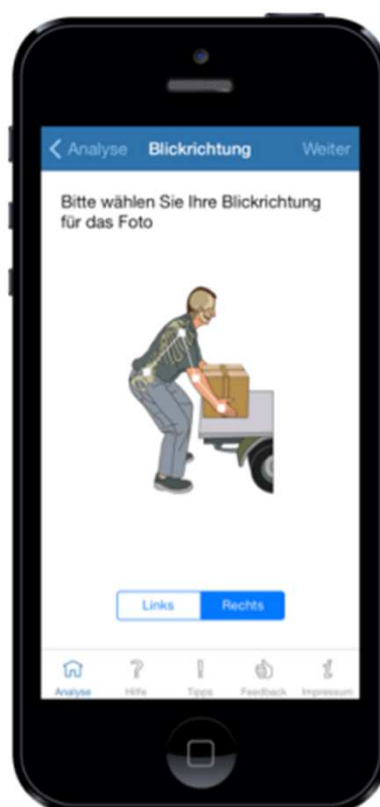 Analyse Blickrichtung Weiter
Bitte wählen Sie Ihre Blickrichtung
für das Foto
Links Rechts
Analyse Hilfe Tipps Feedback Impressum